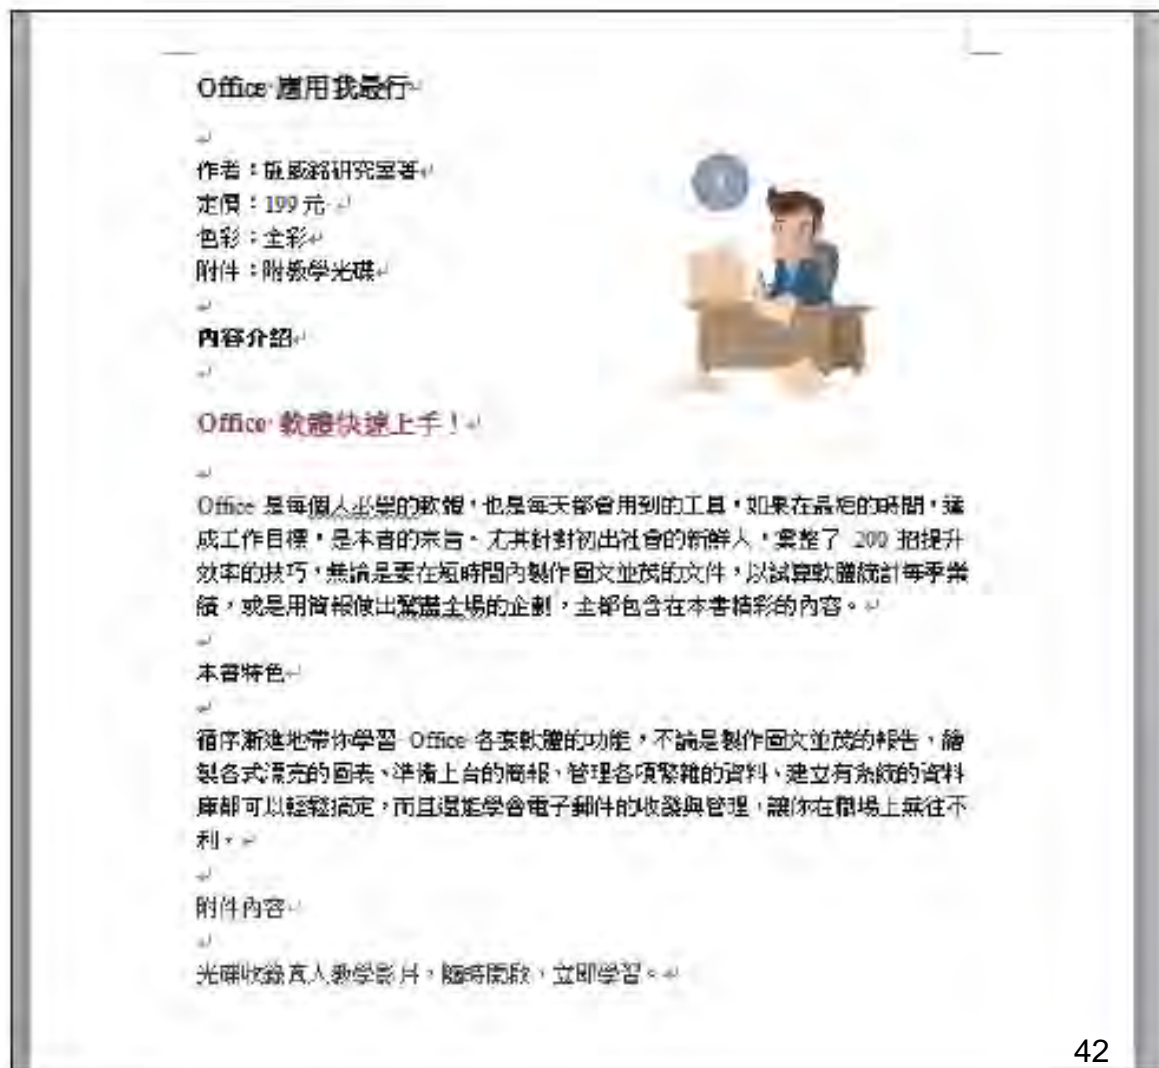 Office 應用我最行
作者：施威銘研究室著
定價：199 元
色彩：全彩
附件：附教學光碟
內容介紹
Office 軟體快速上手！
Office 是每個人必學的軟體，也是每天都會用到的工具，如果在最短的時間，達
成工作目標，是本書的宗旨。尤其針對初出社會的新鮮人，彙整了 200 招提升
效率的技巧，無論是要在短時間內製作圖文並茂的文件，以試算軟體統計每季業
績，或是用簡報做出驚豔全場的企劃，全都包含在本書精彩的內容。
本書特色
循序漸進地帶你學習 Office 各套軟體的功能，不論是製作圖文並茂的報告、繪
製各式漂亮的圖表、準備上台的簡報、管理各項繁雜的資料、建立有系統的資料
庫都可以輕鬆搞定，而且還能學會電子郵件的收發與管理，讓你在職場上無往不
利。
附件內容
光碟收錄真人教學影片，隨時開啟，立即學習。
42